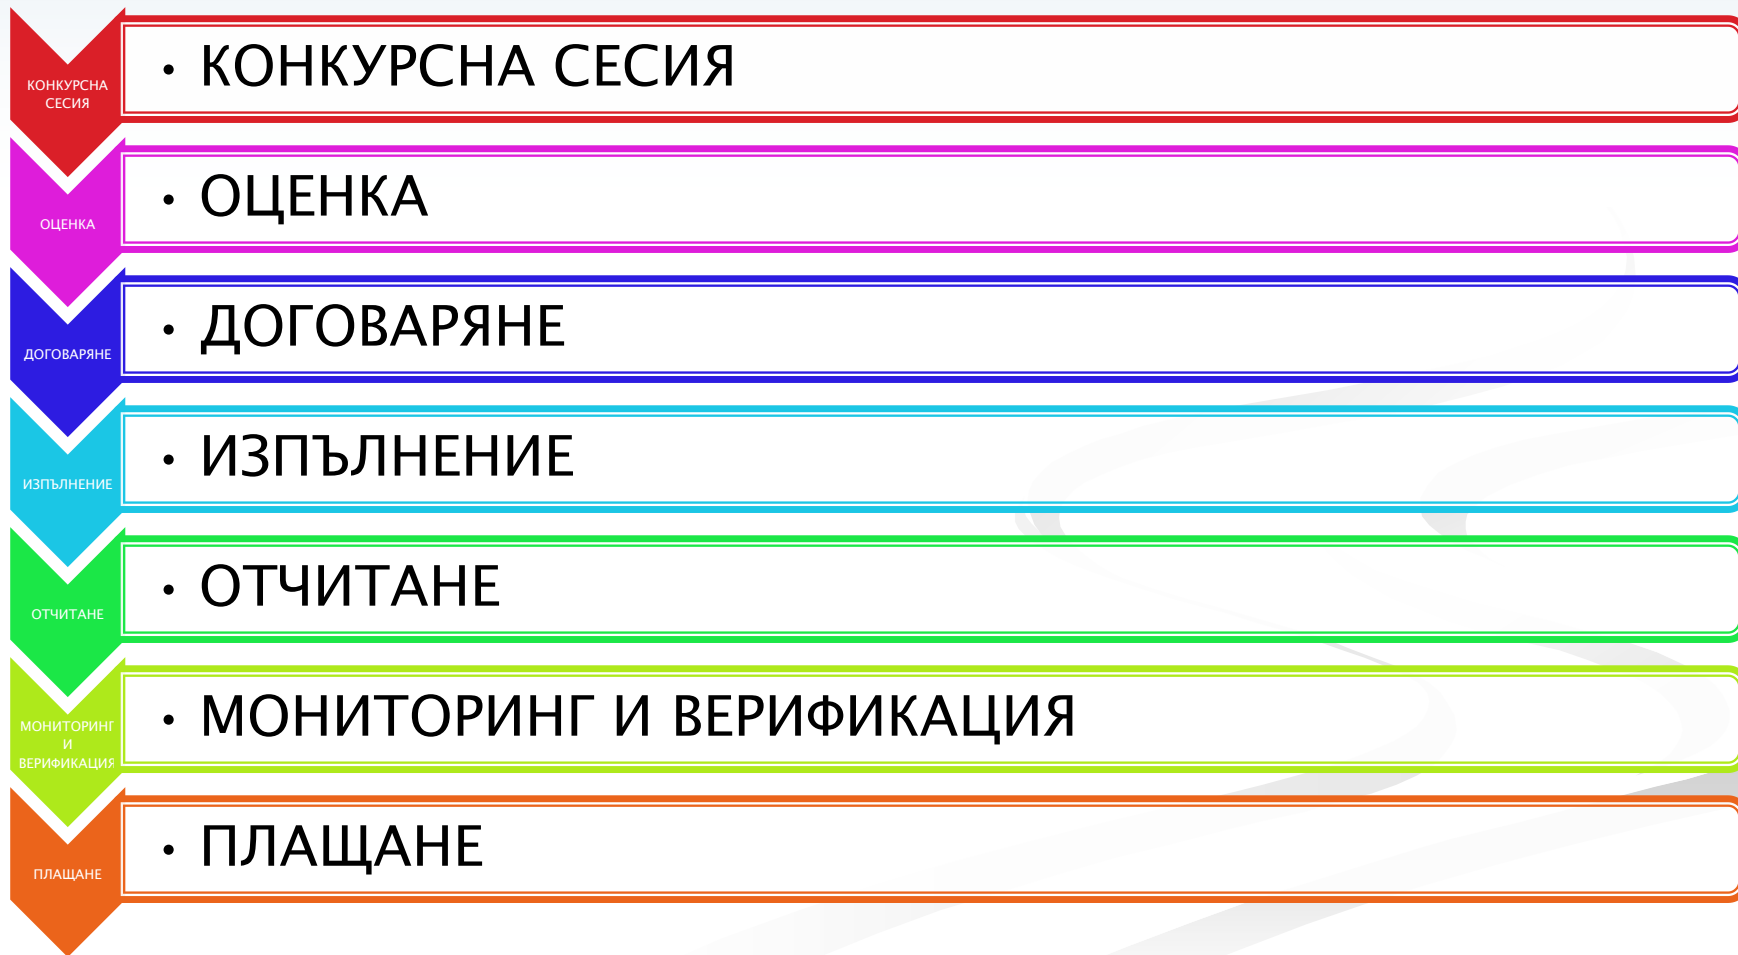 КОНКУРСНА
СЕСИЯ
• КОНКУРСНА СЕСИЯ
ОЦЕНКА
• ОЦЕНКА
ДОГОВАРЯНЕ
• ДОГОВАРЯНЕ
ИЗПЪЛНЕНИЕ
• ИЗПЪЛНЕНИЕ
ОТЧИТАНЕ
• ОТЧИТАНЕ
МОНИТОРИНГ
И
ВЕРИФИКАЦИЯ
• МОНИТОРИНГ И ВЕРИФИКАЦИЯ
ПЛАЩАНЕ
• ПЛАЩАНЕ